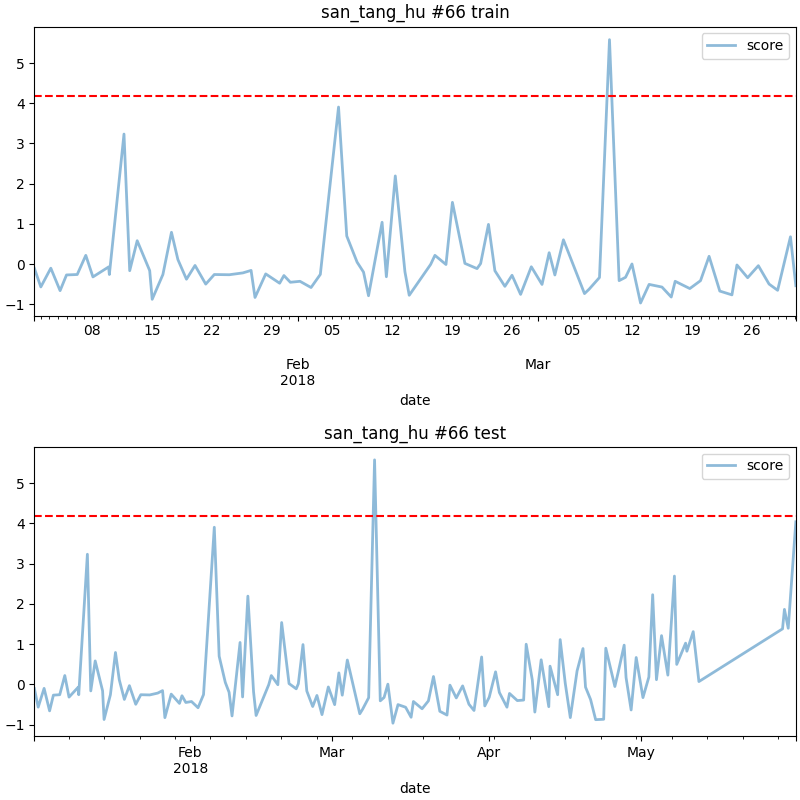 san_tang_hu #66 train
score
5
4
3
2
1
0
−1
08 15 22 29 05 12 19 26 05 12 19 26
Feb Mar
2018
date
san_tang_hu #66 test
score
5
4
3
2
1
0
−1
Feb Mar Apr May
2018
date